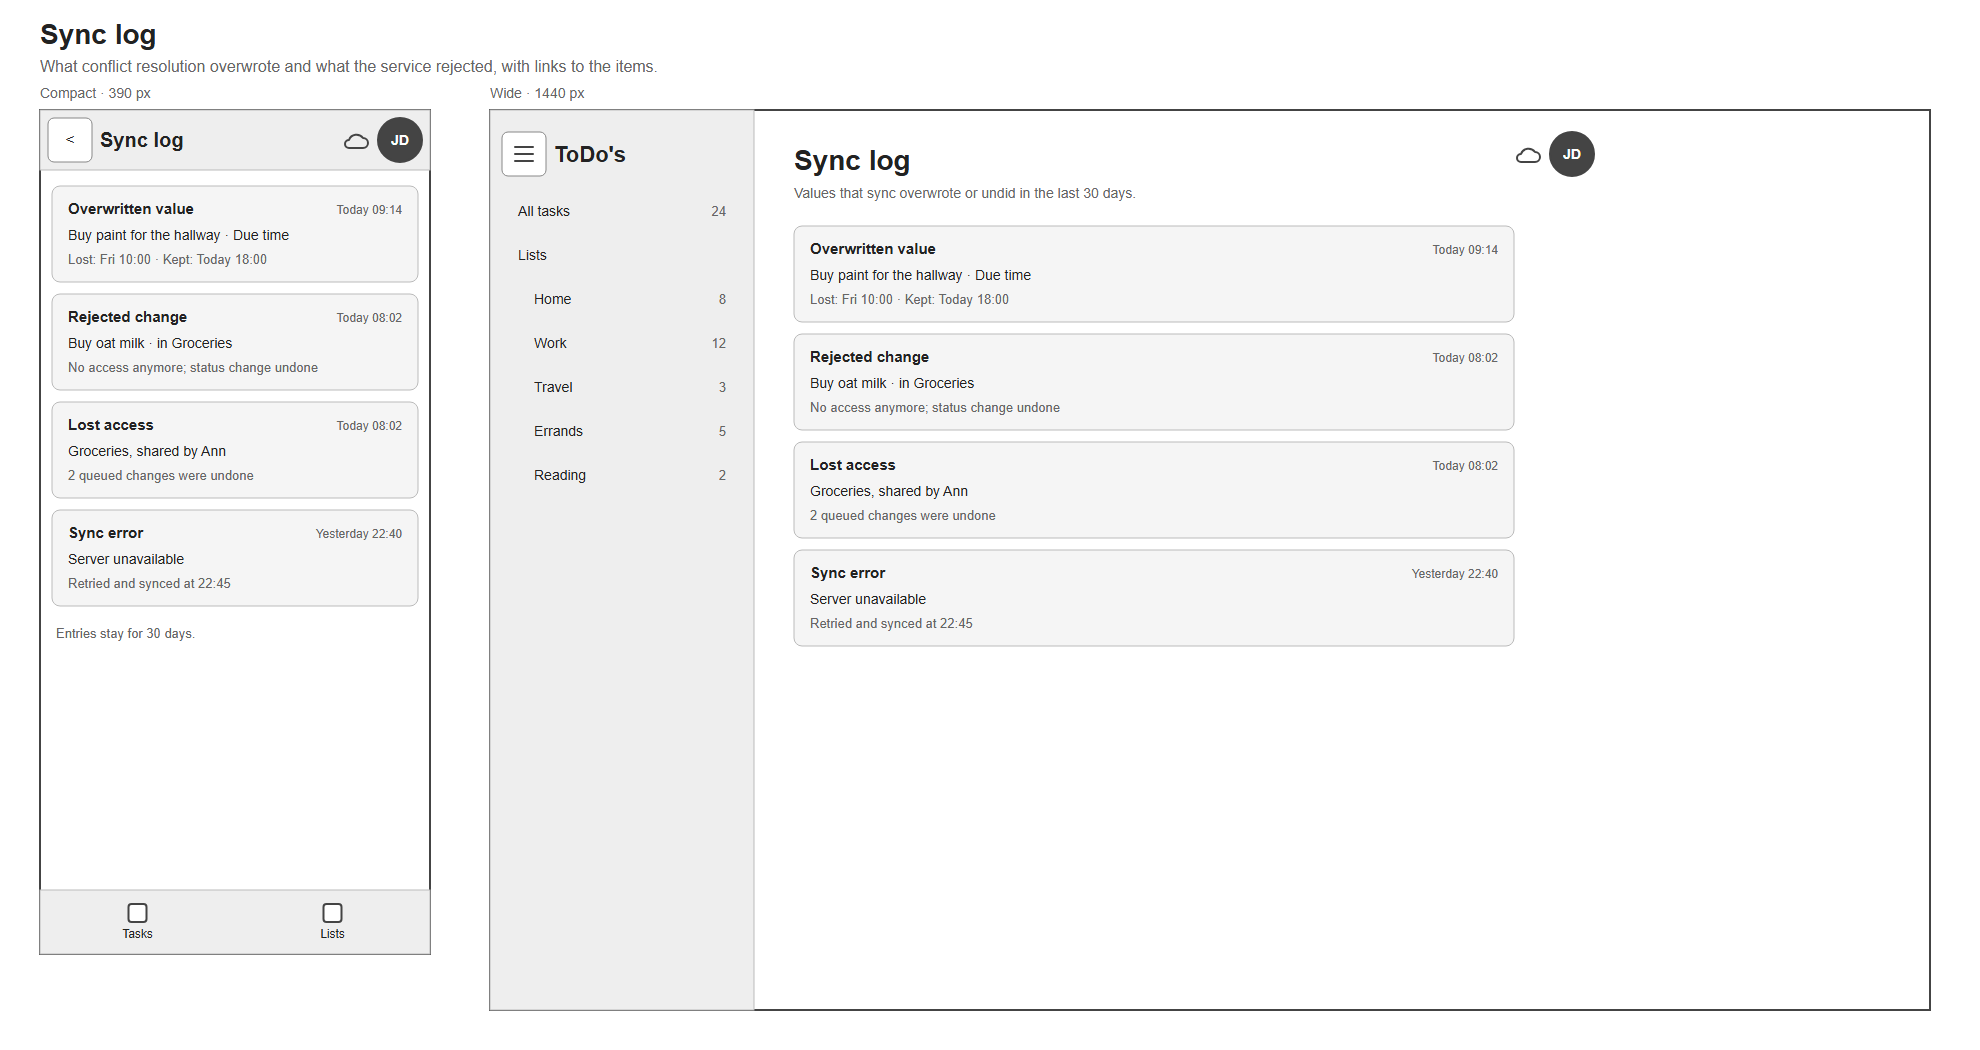 Sync log
What conflict resolution overwrote and what the service rejected, with links to the items.
Compact · 390 px
< Sync log JD
Overwritten value Today 09:14
Buy paint for the hallway · Due time
Lost: Fri 10:00 · Kept: Today 18:00
Rejected change Today 08:02
Buy oat milk · in Groceries
No access anymore; status change undone
Lost access Today 08:02
Groceries, shared by Ann
2 queued changes were undone
Sync error Yesterday 22:40
Server unavailable
Retried and synced at 22:45
Entries stay for 30 days.
Tasks Lists
Wide · 1440 px
ToDo's
All tasks 24
Lists
Home 8
Work 12
Travel 3
Errands 5
Reading 2
Sync log JD
Values that sync overwrote or undid in the last 30 days.
Overwritten value Today 09:14
Buy paint for the hallway · Due time
Lost: Fri 10:00 · Kept: Today 18:00
Rejected change Today 08:02
Buy oat milk · in Groceries
No access anymore; status change undone
Lost access Today 08:02
Groceries, shared by Ann
2 queued changes were undone
Sync error Yesterday 22:40
Server unavailable
Retried and synced at 22:45